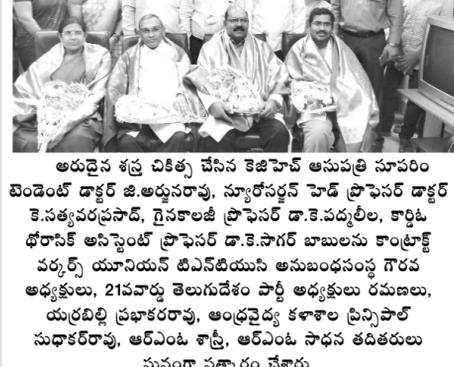 అరుదైన శస్త్ర చికిత్స చేసిన కెజిహెచ్ ఆసుపత్రి సూపరిం
టెండెంట్ డాక్టర్ జి.అర్జునరావు, న్యూరోసర్జన్ హెడ్ ప్రొఫెసర్ డాక్టర్
కె.సత్యవరప్రసాద్, గైనకాలజీ ప్రొఫెసర్ డా.కె.పద్మలీల, కార్డిఓ
థోరాసిక్ అసిస్టెంట్ ప్రొఫెసర్ డా.కె.సాగర్ బాబులను కాంట్రాక్ట్
వర్కర్స్ యూనియన్ టిఎన్‌టియుసి అనుబంధసంస్థ గౌరవ
అధ్యక్షులు, 21వవార్డు తెలుగుదేశం పార్టీ అధ్యక్షులు రమణలు,
యర్రబిల్లి ప్రభాకరరావు, ఆంధ్రవైద్య కళాశాల ప్రిన్సిపాల్
సుధాకర్‌రావు, ఆర్ఎంఓ శాస్త్రీ, ఆర్ఎంఓ సాధన తదితరులు